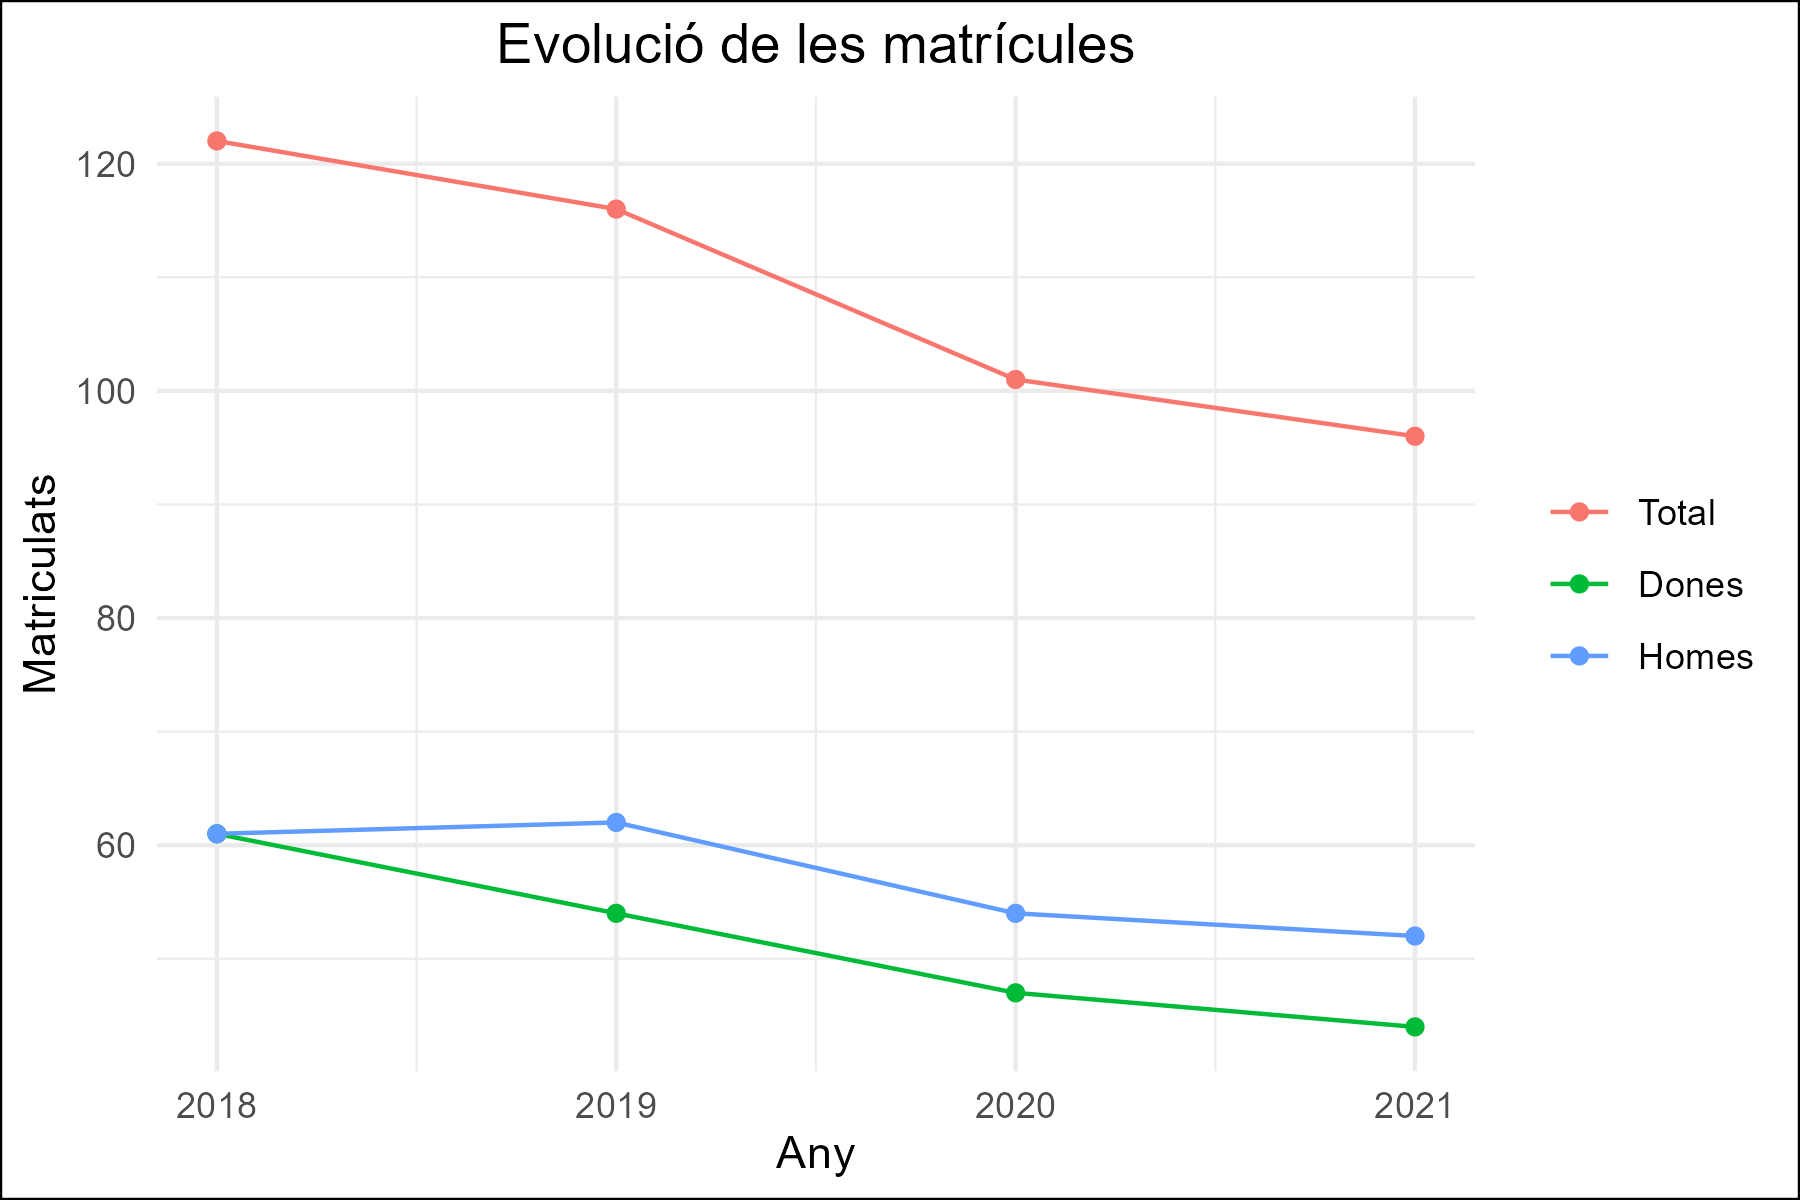 Evolució de les matrícules
120
100
80
60
Matriculats
2018 2019 2020 2021
Any
Total
Dones
Homes